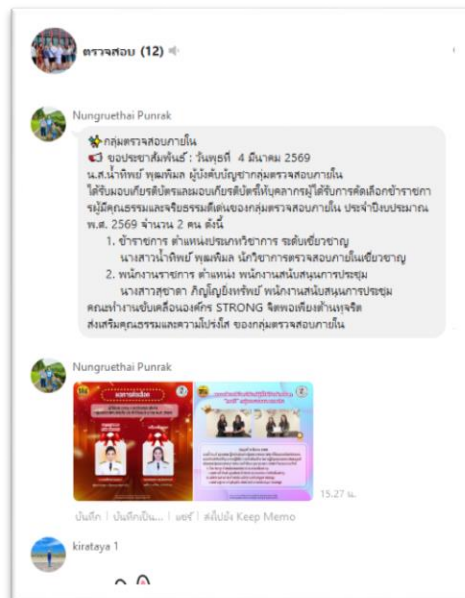 ตรวจสอบ (12)
Nungruethai Punrak
กลุ่มตรวจสอบภายใน
ขอประชาสัมพันธ์ : วันพุธที่ 4 มีนาคม 2569
น.ส.น้ำทิพย์ พุฒพิมล ผู้บังคับบัญชากลุ่มตรวจสอบภายใน
ได้รับมอบเกียรติบัตรและมอบเกียรติบัตรให้บุคลากรผู้ได้รับการคัดเลือกข้าราชกา
รผู้มีคุณธรรมและจริยธรรมดีเด่นของกลุ่มตรวจสอบภายใน ประจำปีงบประมาณ
พ.ศ. 2569 จำนวน 2 คน ดังนี้
1. ข้าราชการ ตำแหน่งประเภทวิชาการ ระดับเชี่ยวชาญ
นางสาวน้ำทิพย์ พุฒพิมล นักวิชาการตรวจสอบภายในเชี่ยวชาญ
2. พนักงานราชการ ตำแหน่ง พนักงานสนับสนุนการประชุม
นางสาวสุชาดา ภิญโญยิ่งทรัพย์ พนักงานสนับสนุนการประชุม
คณะทำงานขับเคลื่อนองค์กร STRONG จิตพอเพียงต้านทุจริต
ส่งเสริมคุณธรรมและความโปร่งใส ของกลุ่มตรวจสอบภายใน
Nungruethai Punrak
ผลการคัดเลือก
15.27 น.
บันทึก | บันทึกเป็น... | แชร์ | ส่งไปยัง Keep Memo
kirataya 1